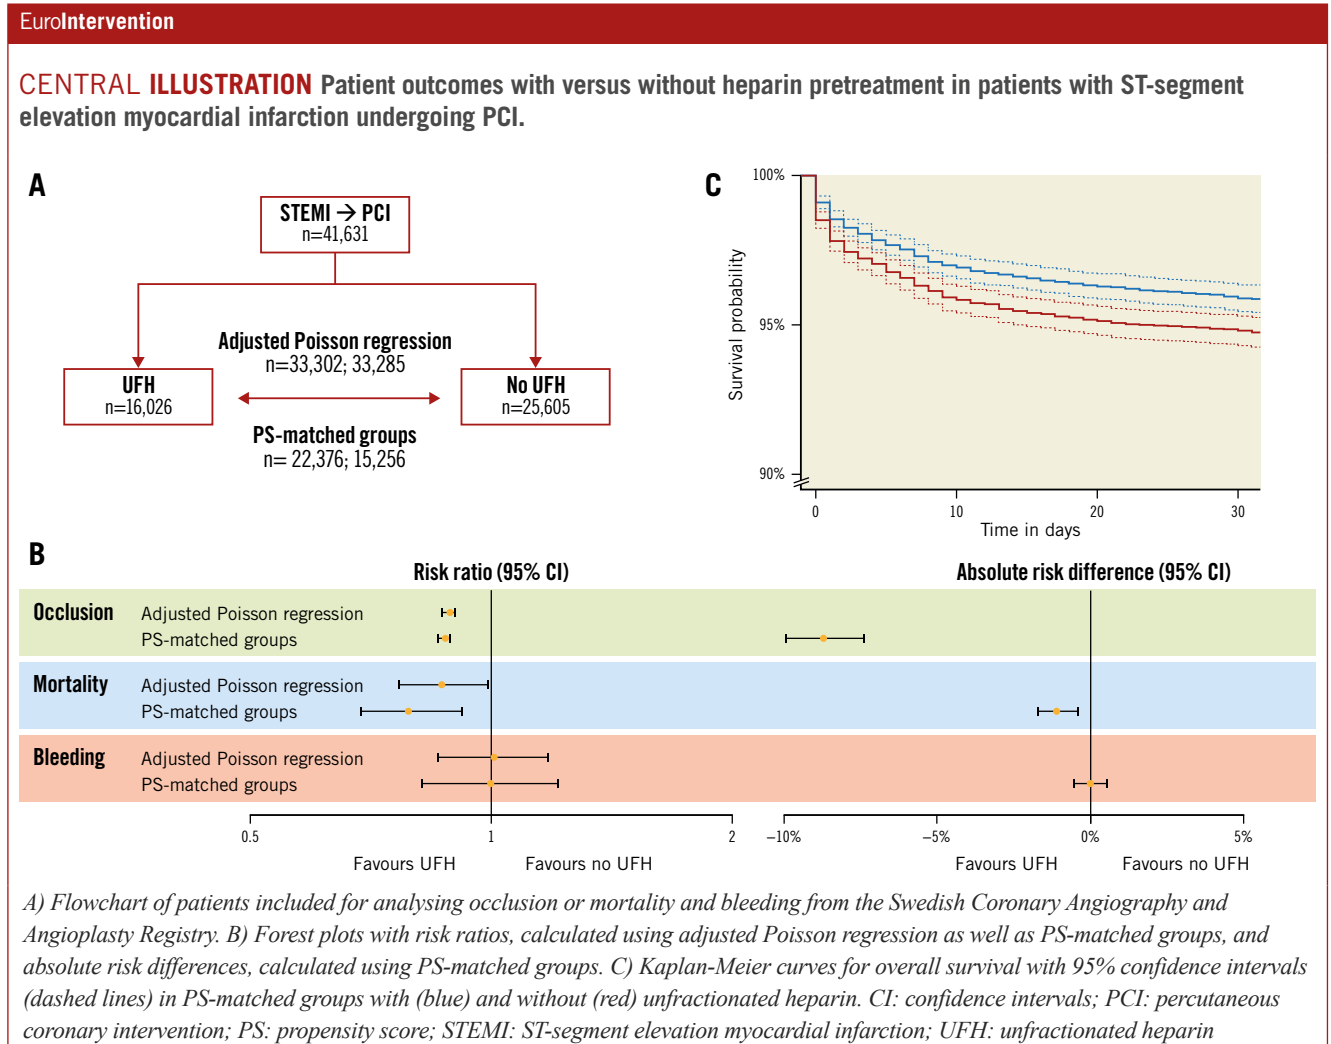 EuroIntervention
CENTRAL ILLUSTRATION Patient outcomes with versus without heparin pretreatment in patients with ST-segment
elevation myocardial infarction undergoing PCI.
A
STEMI → PCI
n=41,631
Adjusted Poisson regression
n=33,302; 33,285
UFH
n=16,026
No UFH
n=25,605
PS-matched groups
n= 22,376; 15,256
C
Survival probability
100%
95%
90%
0 10 20 30
Time in days
B
Risk ratio (95% CI) Absolute risk difference (95% CI)
Occlusion Adjusted Poisson regression
PS-matched groups
Mortality Adjusted Poisson regression
PS-matched groups
Bleeding Adjusted Poisson regression
PS-matched groups
0.5 1 2 –10% –5% 0% 5%
Favours UFH Favours no UFH Favours UFH Favours no UFH
A) Flowchart of patients included for analysing occlusion or mortality and bleeding from the Swedish Coronary Angiography and
Angioplasty Registry. B) Forest plots with risk ratios, calculated using adjusted Poisson regression as well as PS-matched groups, and
absolute risk differences, calculated using PS-matched groups. C) Kaplan-Meier curves for overall survival with 95% confidence intervals
(dashed lines) in PS-matched groups with (blue) and without (red) unfractionated heparin. CI: confidence intervals; PCI: percutaneous
coronary intervention; PS: propensity score; STEMI: ST-segment elevation myocardial infarction; UFH: unfractionated heparin